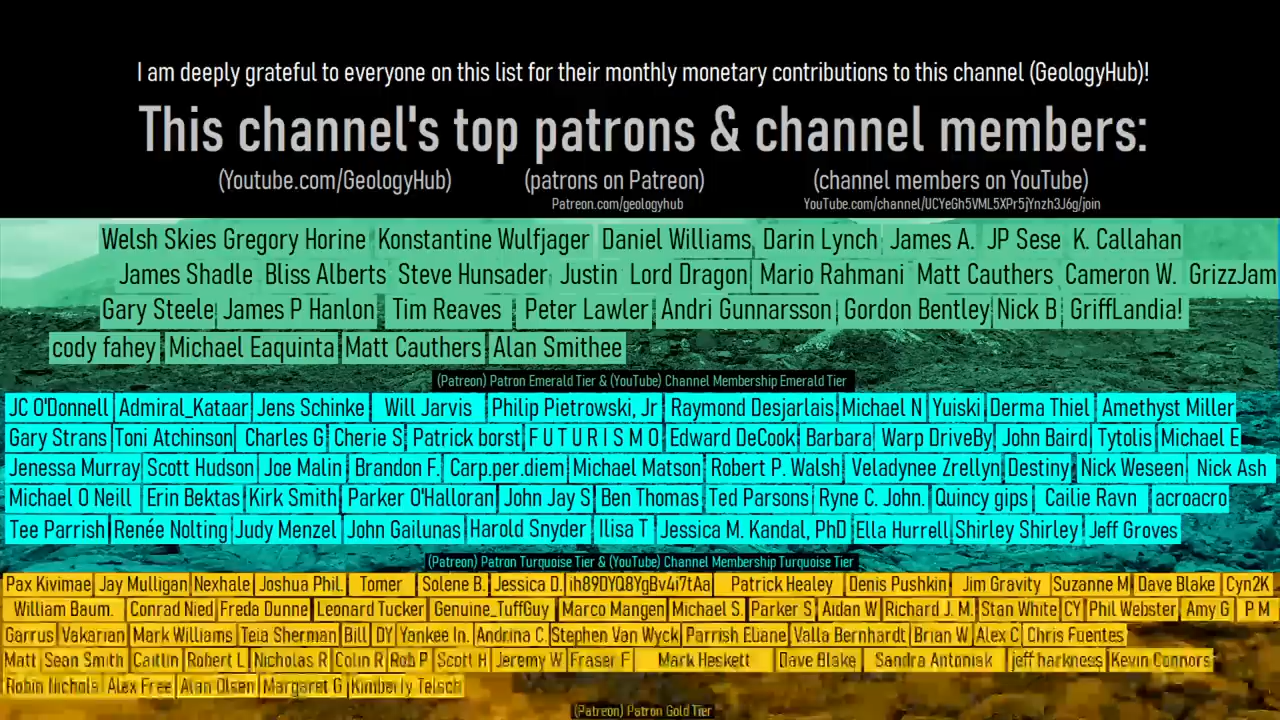 I am deeply grateful to everyone on this list for their monthly monetary contributions to this channel (GeologyHub)!
This channel's top patrons & channel members:
(Youtube.com/GeologyHub) (patrons on Patreon) (channel members on YouTube)
Patreon.com/geologyhub YouTube.com/channel/UCYeGh5VML5XPr5jYnzh3J6g/join
Welsh Skies Gregory Horine Konstantine Wulfjager Daniel Williams Darin Lynch James A. JP Sese K. Callahan
James Shadle Bliss Alberts Steve Hunsader Justin Lord Dragon Mario Rahmani Matt Cauthers Cameron W. GrizzJam
Gary Steele James P Hanlon Tim Reaves Peter Lawler Andri Gunnarsson Gordon Bentley Nick B GriffLandia!
cody fahey Michael Eaquinta Matt Cauthers Alan Smithee
(Patreon) Patron Emerald Tier & (YouTube) Channel Membership Emerald Tier
JC O'Donnell Admiral_Kataar Jens Schinke Will Jarvis Philip Pietrowski, Jr Raymond Desjarlais Michael N Yuiski Derma Thiel Amethyst Miller
Gary Strans Toni Atchinson Charles G Cherie S Patrick borst F U T U R I S M O Edward DeCook Barbara Warp DriveBy John Baird Tytolis Michael E
Jenessa Murray Scott Hudson Joe Malin Brandon F. Carp.per.diem Michael Matson Robert P. Walsh Veladynee Zrellyn Destiny Nick Weseen Nick Ash
Michael O Neill Erin Bektas Kirk Smith Parker O'Halloran John Jay S Ben Thomas Ted Parsons Ryne C. John. Quincy gips Cailie Ravn acroacro
Tee Parrish Renée Nolting Judy Menzel John Gailunas Harold Snyder Ilisa T Jessica M. Kandal, PhD Ella Hurrell Shirley Shirley Jeff Groves
(Patreon) Patron Turquoise Tier & (YouTube) Channel Membership Turquoise Tier
Pax Kivimae Jay Mulligan Nexhale Joshua Phil. Tomer Solene B. Jessica D. ih89DYQ8YgBv4i7tAa Patrick Healey Denis Pushkin Jim Gravity Suzanne M Dave Blake Cyn2K
William Baum. Conrad Nied Freda Dunne Leonard Tucker Genuine_TuffGuy Marco Mangen Michael S. Parker S Aidan W Richard J. M. Stan White CY Phil Webster Amy G P M
Garrus Vakarian Mark Williams Teia Sherman Bill DY Yankee In. Andrina C. Stephen Van Wyck Parrish Eliane Valla Bernhardt Brian W Alex C Chris Fuentes
Matt Sean Smith Caitlin Robert L Nicholas R Colin R Rob P Scott H Jeremy W Fraser F Mark Heskett Dave Blake Sandra Antoniak jeff harkness Kevin Connors
Robin Nichols Alex Free Alan Olsen Margaret G Kimberly Telsch
(Patreon) Patron Gold Tier